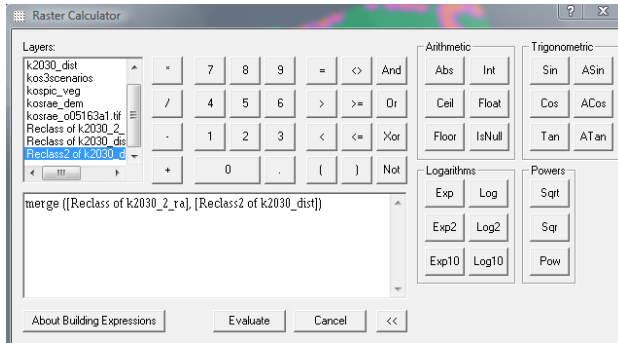 Raster Calculator
? X
Layers:
k2030_dist
kos3scenarios
kospic_veg
kosrae_dem
kosrae_o05163a1.tif
Reclass of k2030_2_
Reclass of k2030_dis
Reclass2 of k2030_d
* 7 8 9 = <> And
/ 4 5 6 > >= Or
- 1 2 3 < <= Xor
+ 0 . ( ) Not
Arithmetic
Abs Int
Ceil Float
Floor IsNull
Trigonometric
Sin ASin
Cos ACos
Tan ATan
merge ([Reclass of k2030_2_ra], [Reclass2 of k2030_dist])
Logarithms
Exp Log
Exp2 Log2
Exp10 Log10
Powers
Sqrt
Sqr
Pow
About Building Expressions Evaluate Cancel <<